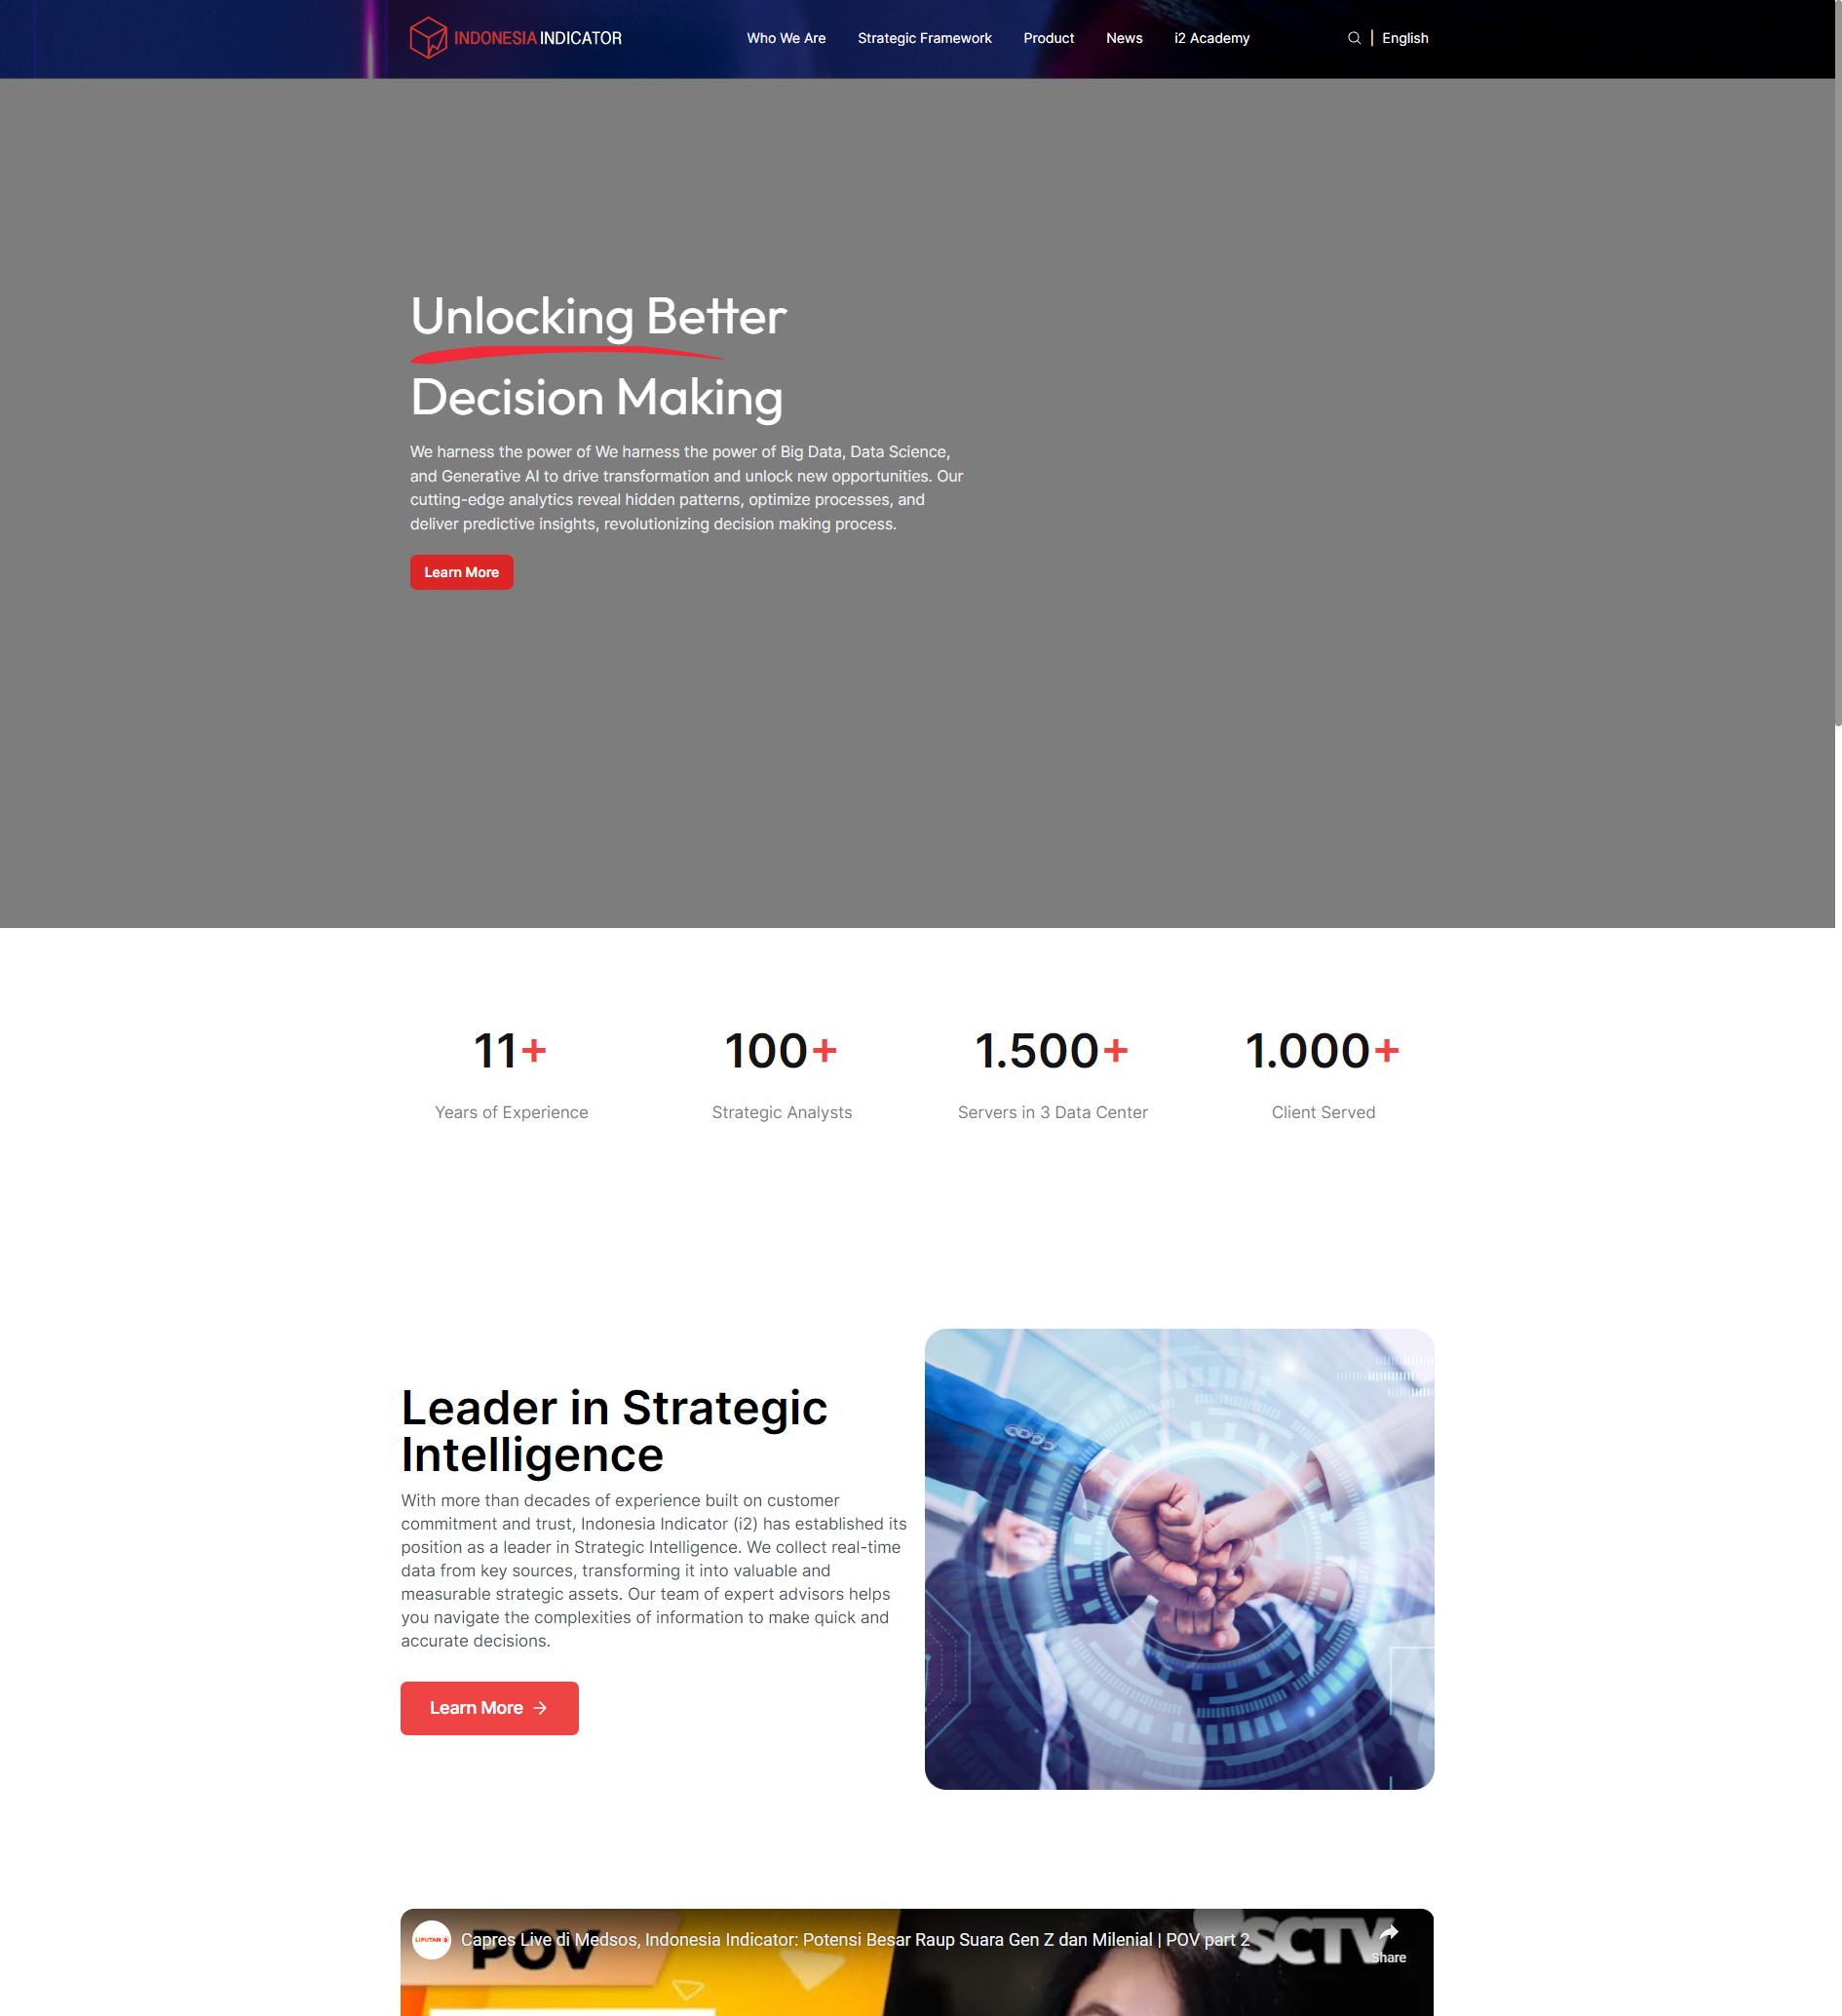 INDONESIA INDICATOR
Who We Are
Strategic Framework
Product
News
i2 Academy
English
Unlocking Better
Decision Making
We harness the power of We harness the power of Big Data, Data Science,
and Generative AI to drive transformation and unlock new opportunities. Our
cutting-edge analytics reveal hidden patterns, optimize processes, and
deliver predictive insights, revolutionizing decision making process.
Learn More
11+
Years of Experience
100+
Strategic Analysts
1.500+
Servers in 3 Data Center
1.000+
Client Served
Leader in Strategic
Intelligence
With more than decades of experience built on customer
commitment and trust, Indonesia Indicator (i2) has established its
position as a leader in Strategic Intelligence. We collect real-time
data from key sources, transforming it into valuable and
measurable strategic assets. Our team of expert advisors helps
you navigate the complexities of information to make quick and
accurate decisions.
Learn More
LIPUTAN 6
Capres Live di Medsos, Indonesia Indicator: Potensi Besar Raup Suara Gen Z dan Milenial | POV part 2
POV
SCTV
Share